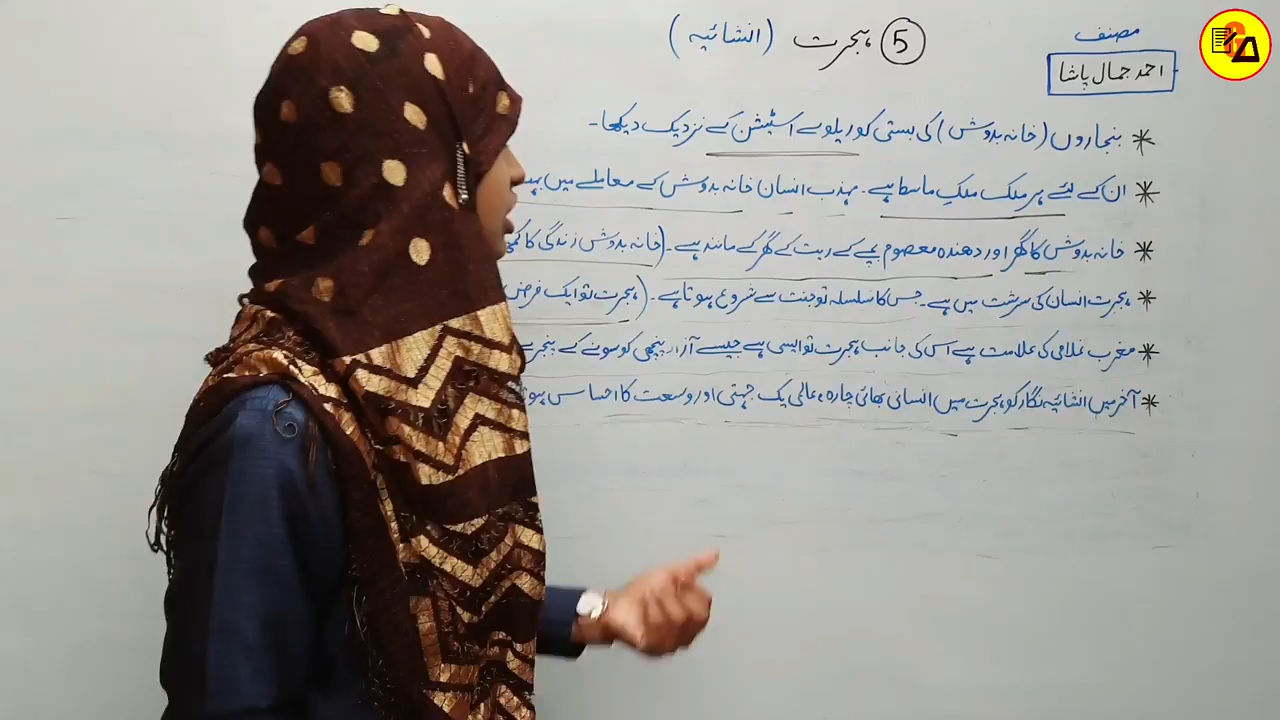 5 ہجرت (انشائیہ)
مصنف
احمد جمال پاشا
* بنجاروں (خانہ بدوش) کی بستی کو ریلوے اسٹیشن کے نزدیک دیکھا۔
* ان کے لئے ہر ملک ملکِ ماسطا ہے۔ مہذب انسان خانہ بدوش کے معاملے میں
* خانہ بدوش کا گھر اور دھندہ معصوم بچے کے ریت کے گھر کے مانند ہے۔ (خانہ بدوش زندگی کا
* ہجرت انسان کی سرشت میں ہے۔ جس کا سلسلہ تو جنت سے شروع ہوتا ہے۔ (ہجرت تو ایک فرض
* مغرب غلامی کی علامت ہے اس کی جانب ہجرت تو ایسی ہے جیسے آزاد پنچھی کو سونے کے پنجرے
* آخر میں انشائیہ نگار کو ہجرت میں انسانی بھائی چارہ، عالمی یک جہتی اور وسعت کا احساس